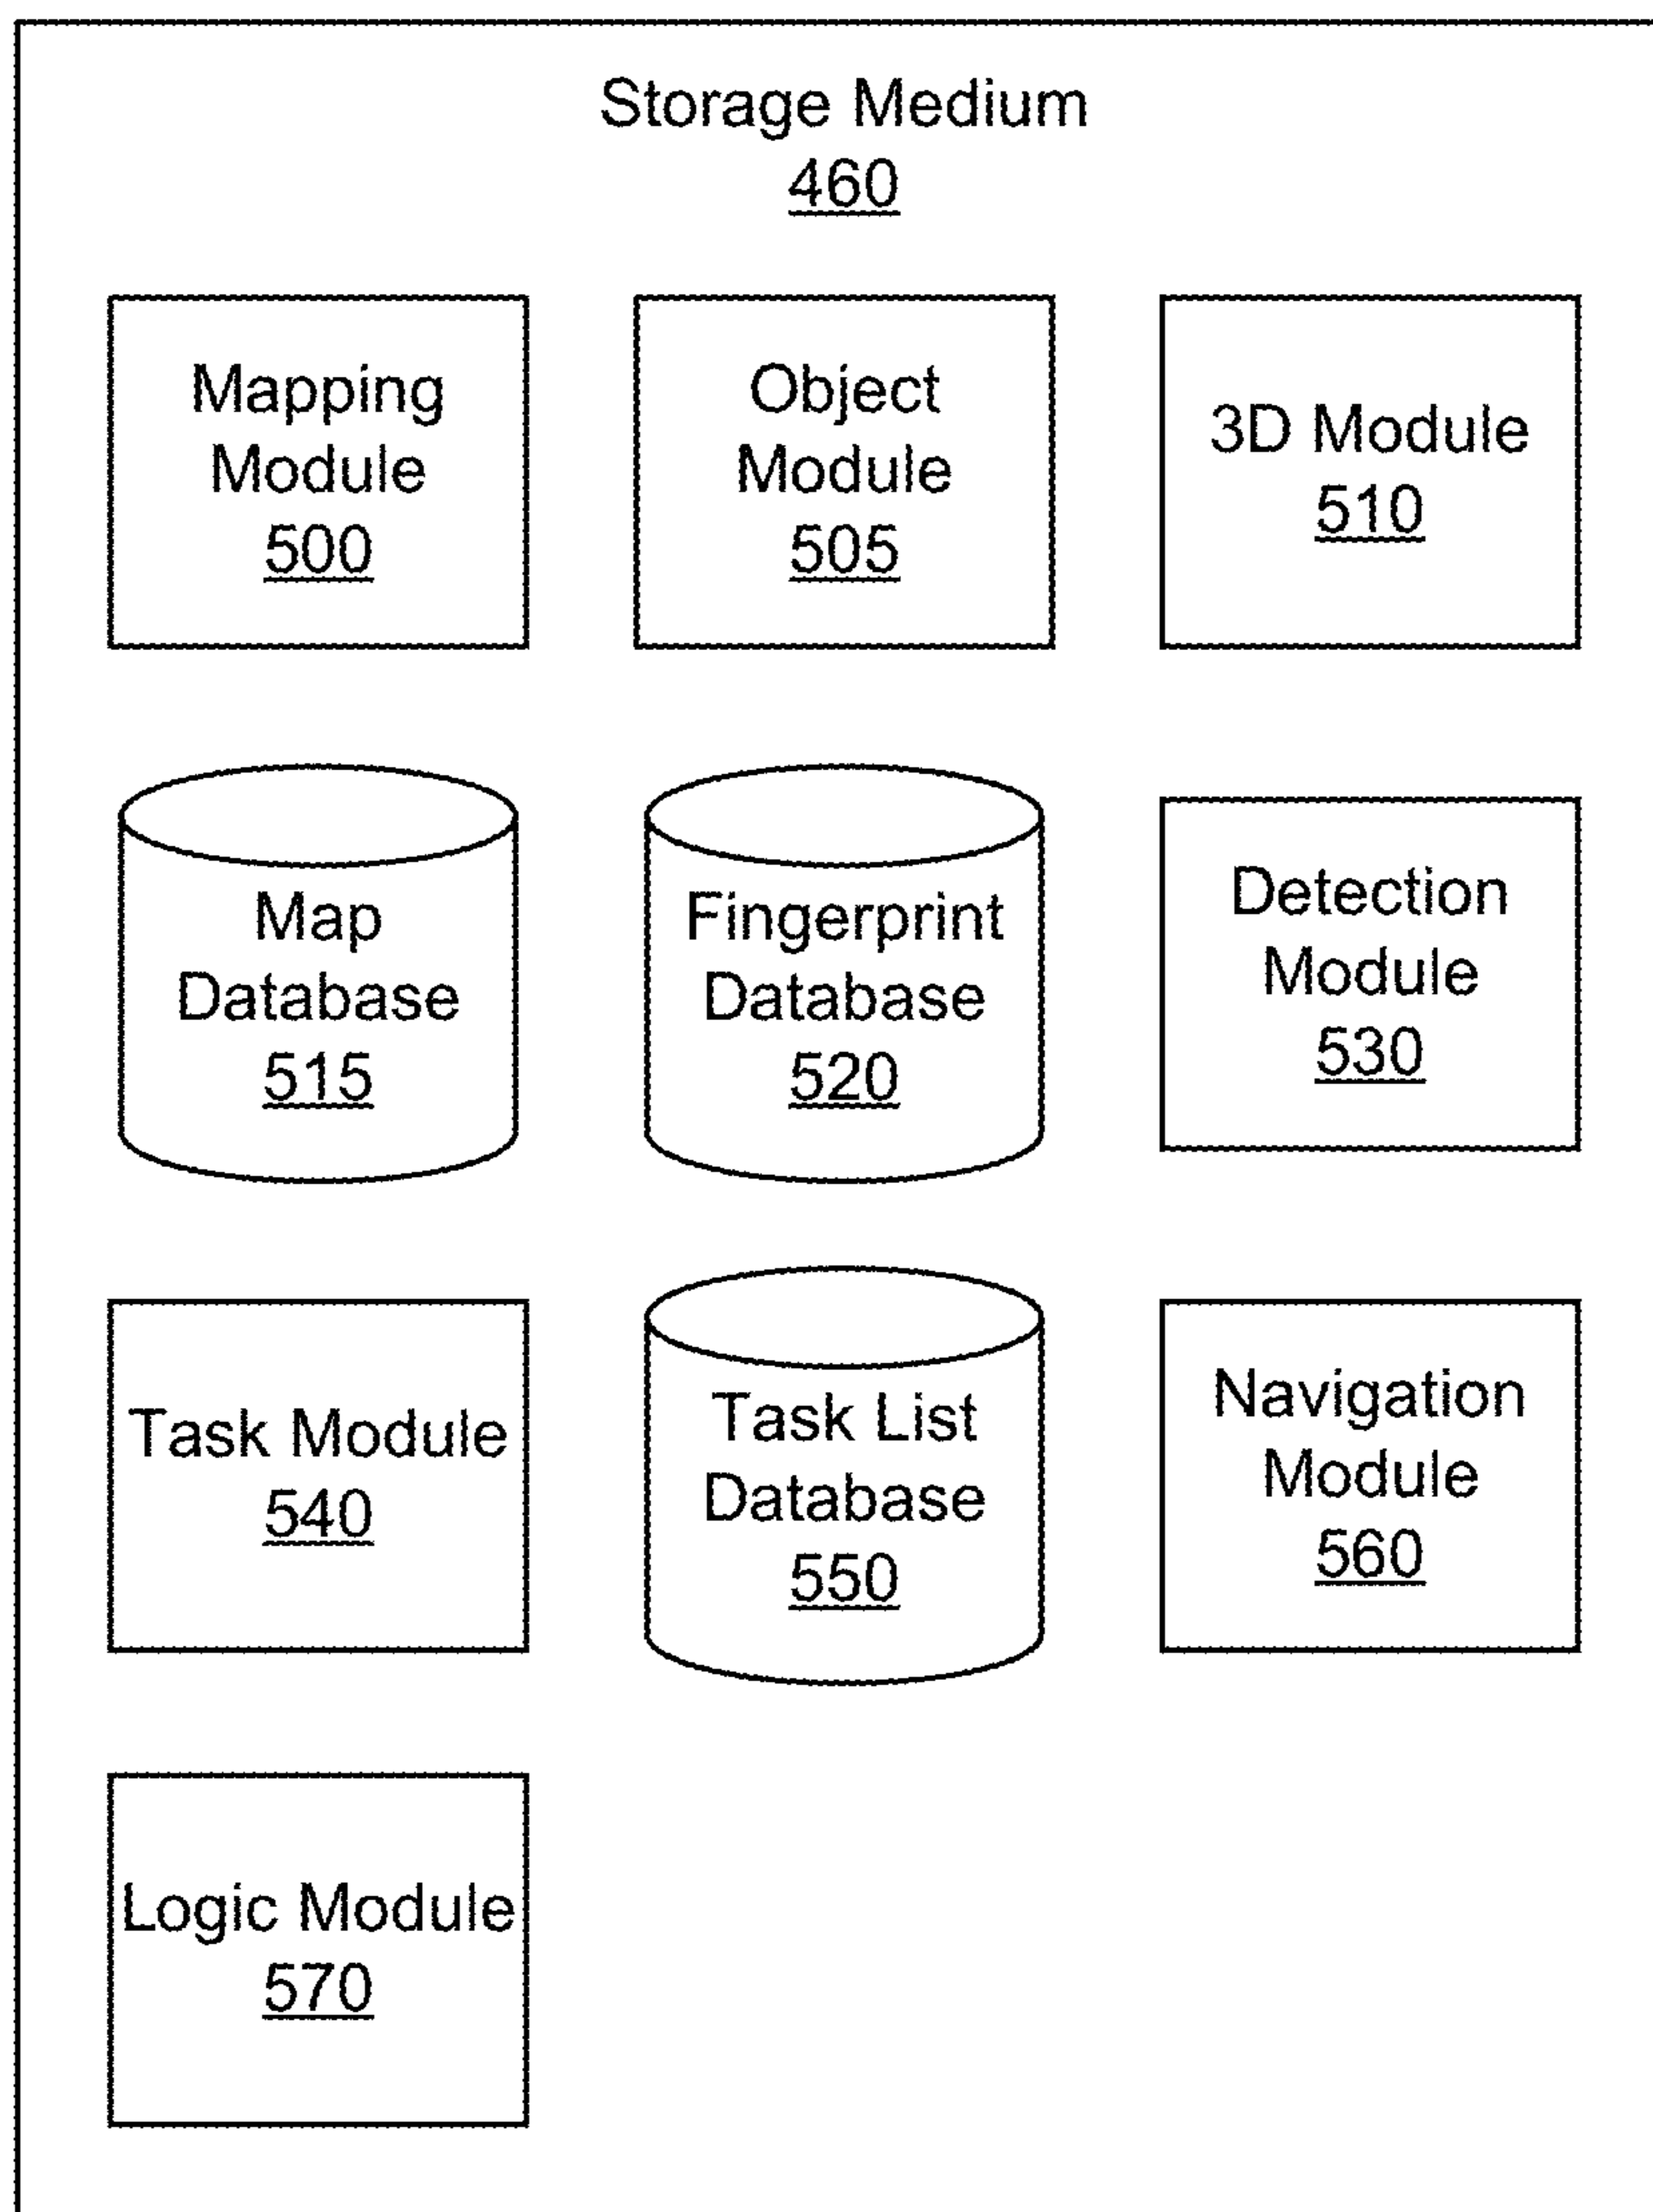 Storage Medium
460
Mapping
Module
500
Object
Module
505
3D Module
510
Map
Database
515
Fingerprint
Database
520
Detection
Module
530
Task Module
540
Task List
Database
550
Navigation
Module
560
Logic Module
570